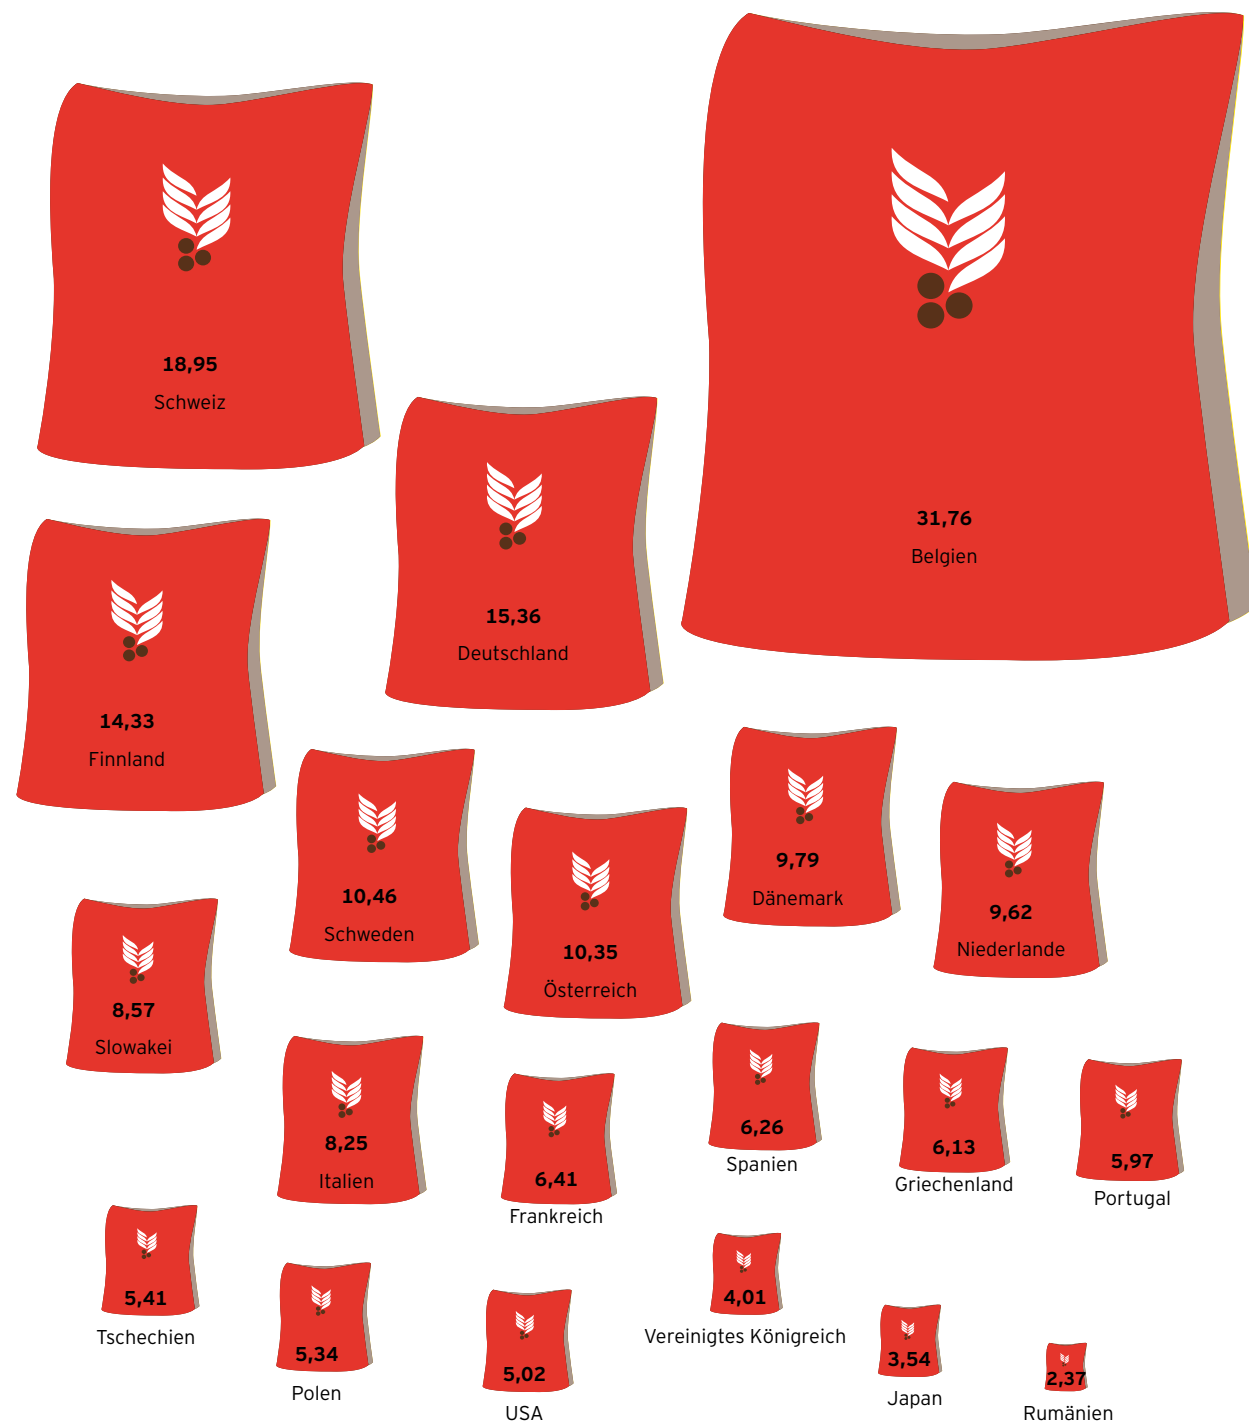 18,95
Schweiz
31,76
Belgien
15,36
Deutschland
14,33
Finnland
10,46
Schweden
10,35
Österreich
9,79
Dänemark
9,62
Niederlande
8,57
Slowakei
8,25
Italien
6,41
Frankreich
6,26
Spanien
6,13
Griechenland
5,97
Portugal
5,41
Tschechien
5,34
Polen
5,02
USA
4,01
Vereinigtes Königreich
3,54
Japan
2,37
Rumänien